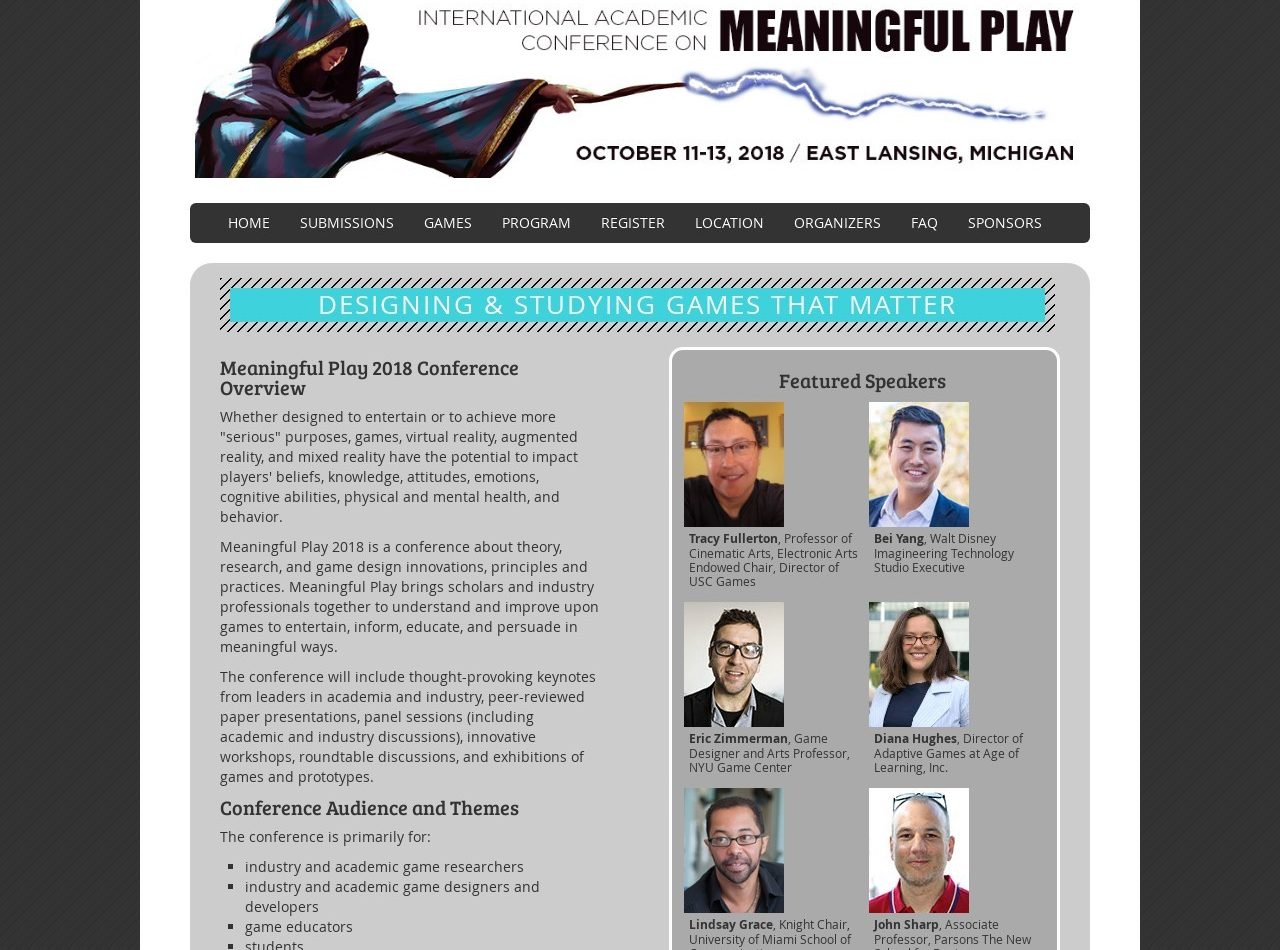 INTERNATIONAL ACADEMIC
CONFERENCE ON MEANINGFUL PLAY
OCTOBER 11-13, 2018 / EAST LANSING, MICHIGAN
HOME SUBMISSIONS GAMES PROGRAM REGISTER LOCATION ORGANIZERS FAQ SPONSORS
DESIGNING & STUDYING GAMES THAT MATTER
Meaningful Play 2018 Conference
Overview
Whether designed to entertain or to achieve more
"serious" purposes, games, virtual reality, augmented
reality, and mixed reality have the potential to impact
players' beliefs, knowledge, attitudes, emotions,
cognitive abilities, physical and mental health, and
behavior.
Meaningful Play 2018 is a conference about theory,
research, and game design innovations, principles and
practices. Meaningful Play brings scholars and industry
professionals together to understand and improve upon
games to entertain, inform, educate, and persuade in
meaningful ways.
The conference will include thought-provoking keynotes
from leaders in academia and industry, peer-reviewed
paper presentations, panel sessions (including
academic and industry discussions), innovative
workshops, roundtable discussions, and exhibitions of
games and prototypes.
Conference Audience and Themes
The conference is primarily for:
industry and academic game researchers
industry and academic game designers and
developers
game educators
students
Featured Speakers
Tracy Fullerton, Professor of
Cinematic Arts, Electronic Arts
Endowed Chair, Director of
USC Games
Bei Yang, Walt Disney
Imagineering Technology
Studio Executive
Eric Zimmerman, Game
Designer and Arts Professor,
NYU Game Center
Diana Hughes, Director of
Adaptive Games at Age of
Learning, Inc.
Lindsay Grace, Knight Chair,
University of Miami School of
John Sharp, Associate
Professor, Parsons The New